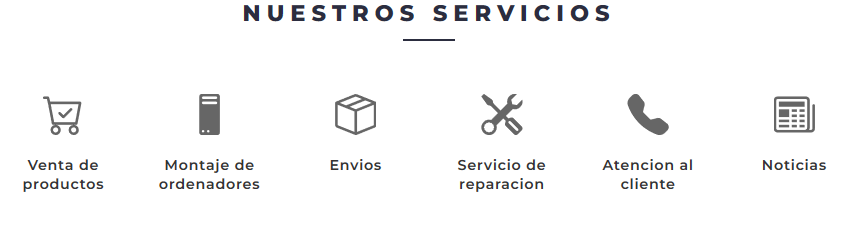 NUESTROS SERVICIOS
Venta de
productos
Montaje de
ordenadores
Envios
Servicio de
reparacion
Atencion al
cliente
Noticias